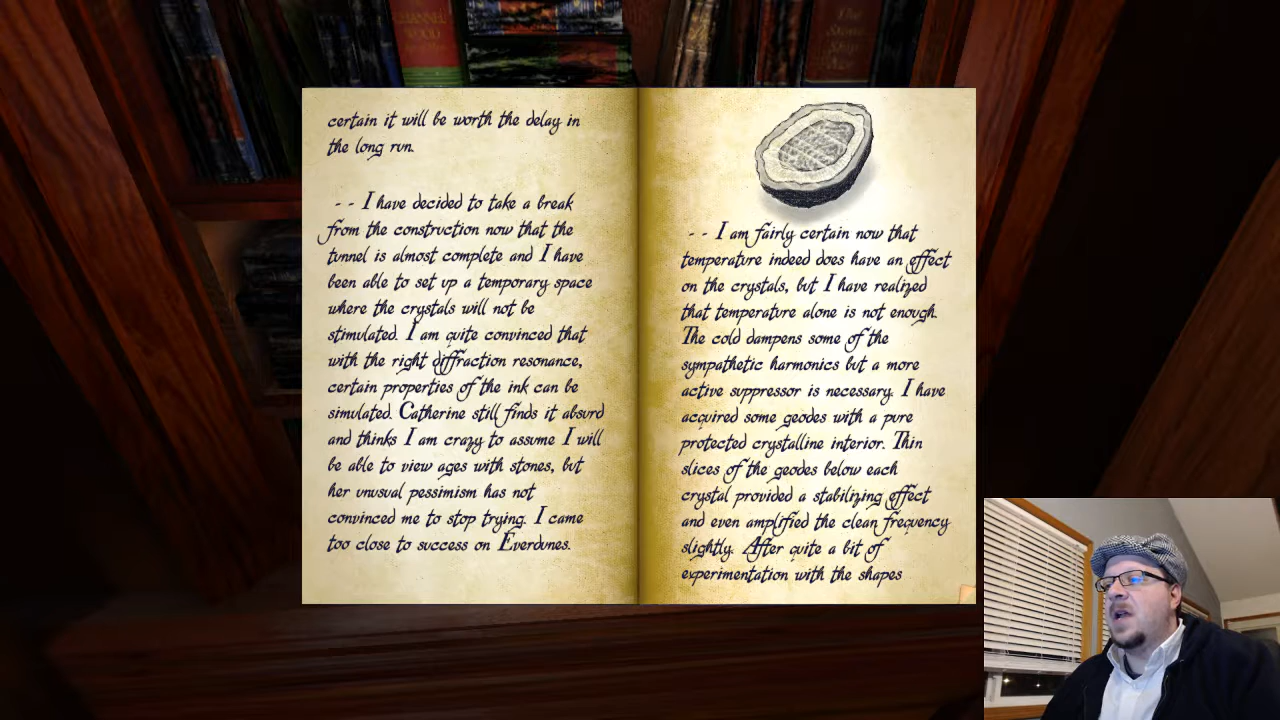 CHANNEL
WOOD
The
Stone
Ship
Age
certain it will be worth the delay in
the long run.
-- I have decided to take a break
from the construction now that the
tunnel is almost complete and I have
been able to set up a temporary space
where the crystals will not be
stimulated. I am quite convinced that
with the right diffraction resonance,
certain properties of the ink can be
simulated. Catherine still finds it absurd
and thinks I am crazy to assume I will
be able to view ages with stones, but
her unusual pessimism has not
convinced me to stop trying. I came
too close to success on Everdunes.
-- I am fairly certain now that
temperature indeed does have an effect
on the crystals, but I have realized
that temperature alone is not enough.
The cold dampens some of the
sympathetic harmonics but a more
active suppressor is necessary. I have
acquired some geodes with a pure
protected crystalline interior. Thin
slices of the geodes below each
crystal provided a stabilizing effect
and even amplified the clean frequency
slightly. After quite a bit of
experimentation with the shapes